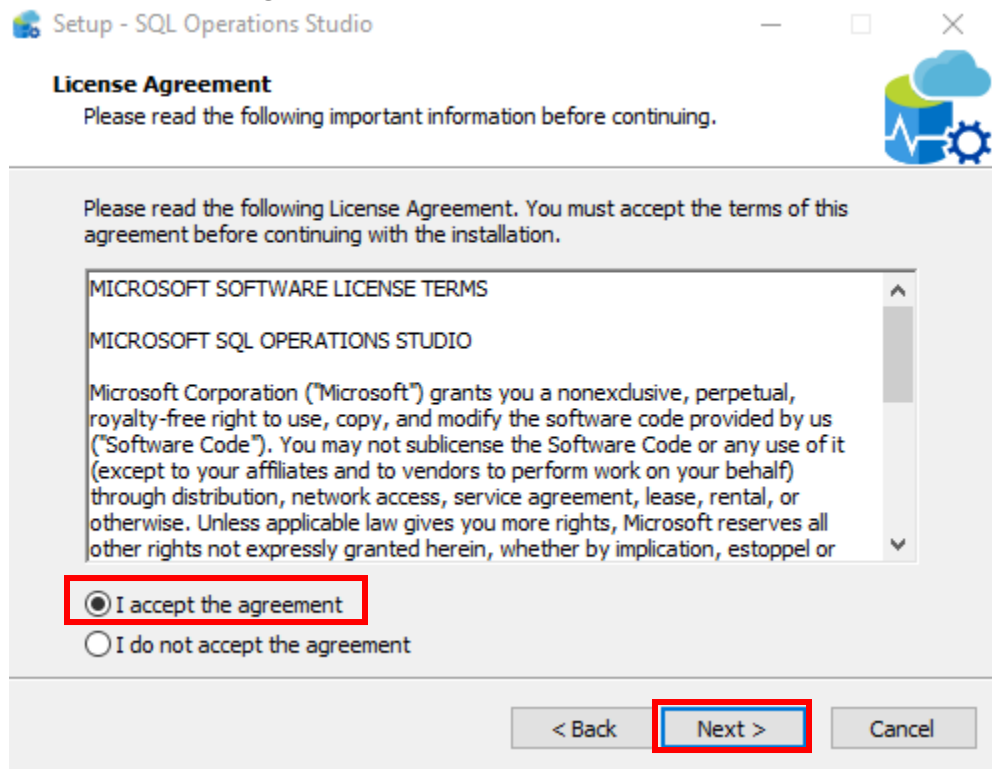 Setup - SQL Operations Studio
License Agreement
Please read the following important information before continuing.
Please read the following License Agreement. You must accept the terms of this
agreement before continuing with the installation.
MICROSOFT SOFTWARE LICENSE TERMS
MICROSOFT SQL OPERATIONS STUDIO
Microsoft Corporation ("Microsoft") grants you a nonexclusive, perpetual,
royalty-free right to use, copy, and modify the software code provided by us
("Software Code"). You may not sublicense the Software Code or any use of it
(except to your affiliates and to vendors to perform work on your behalf)
through distribution, network access, service agreement, lease, rental, or
otherwise. Unless applicable law gives you more rights, Microsoft reserves all
other rights not expressly granted herein, whether by implication, estoppel or
I accept the agreement
I do not accept the agreement
< Back Next > Cancel